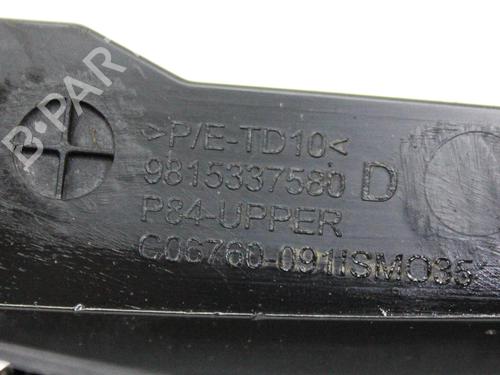 B-PAR
>P/E-TD10<
9815337580 D
P84-UPPER
C06760-091ISMO35